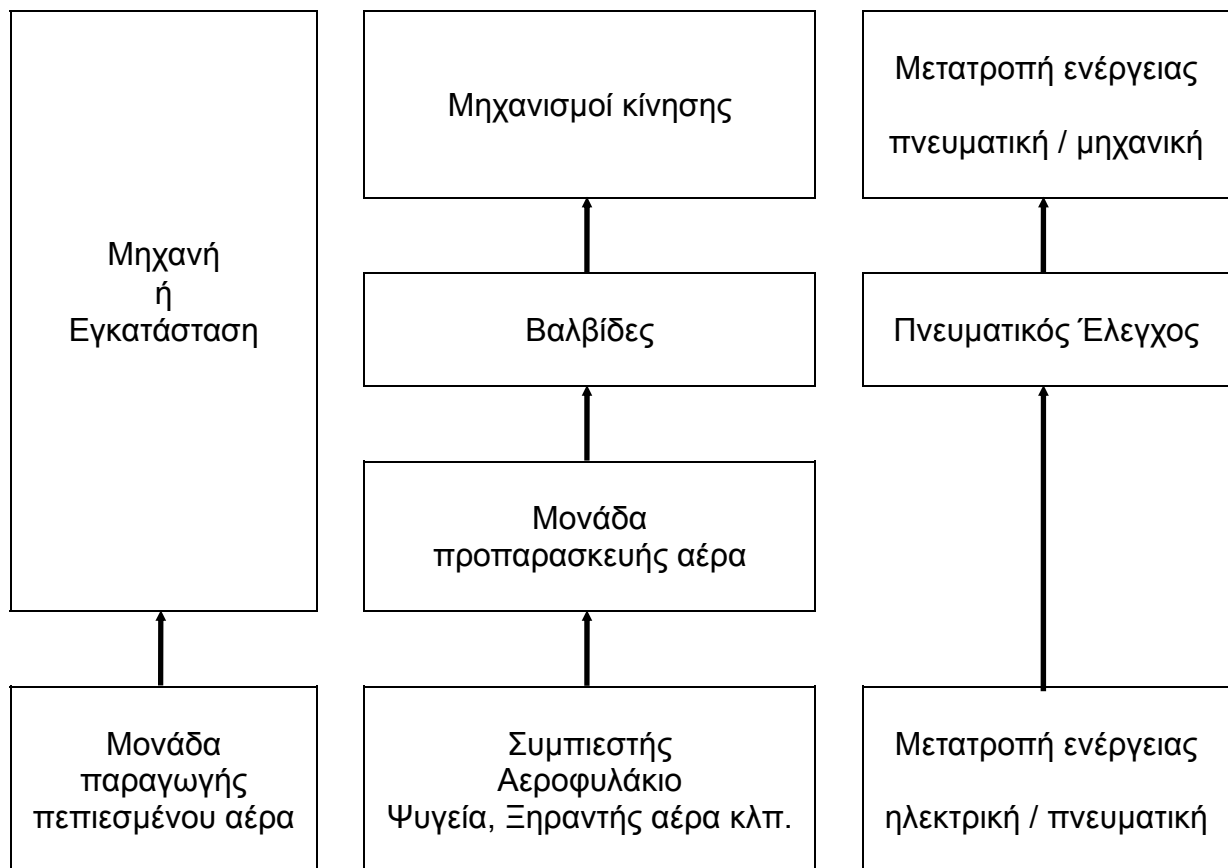 Μηχανή
ή
Εγκατάσταση
Μονάδα
παραγωγής
πεπιεσμένου αέρα
Μηχανισμοί κίνησης
Βαλβίδες
Μονάδα
προπαρασκευής αέρα
Συμπιεστής
Αεροφυλάκιο
Ψυγεία, Ξηραντής αέρα κλπ.
Μετατροπή ενέργειας
πνευματική / μηχανική
Πνευματικός Έλεγχος
Μετατροπή ενέργειας
ηλεκτρική / πνευματική